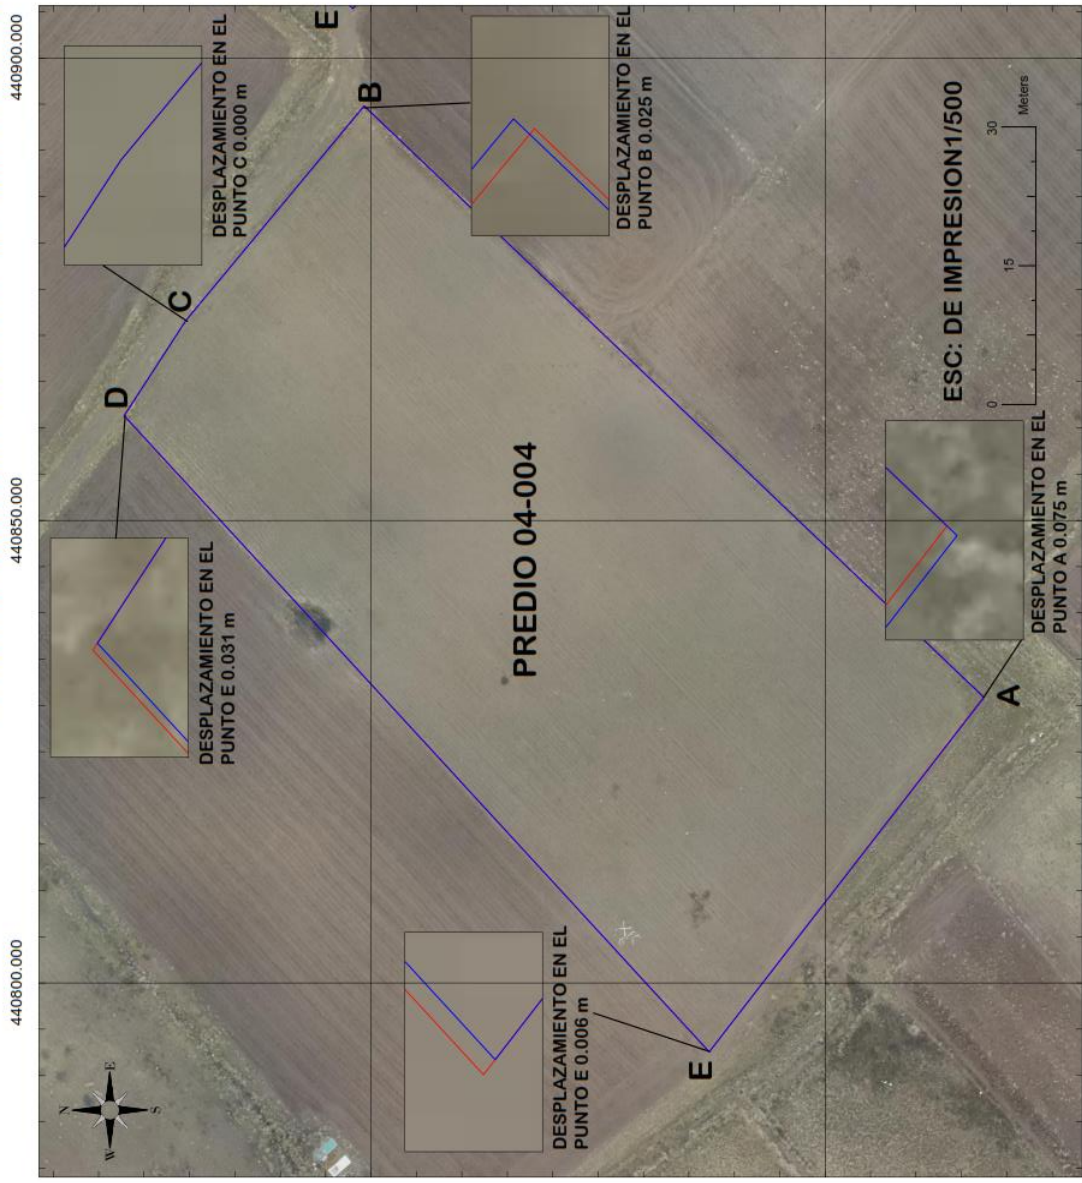 440800.000
440850.000
440900.000
N
W
E
S
E
D
DESPLAZAMIENTO EN EL
PUNTO E 0.031 m
C
DESPLAZAMIENTO EN EL
PUNTO C 0.000 m
B
DESPLAZAMIENTO EN EL
PUNTO B 0.025 m
PREDIO 04-004
E
DESPLAZAMIENTO EN EL
PUNTO E 0.006 m
A
DESPLAZAMIENTO EN EL
PUNTO A 0.075 m
ESC: DE IMPRESION1/500
0
15
30
Meters